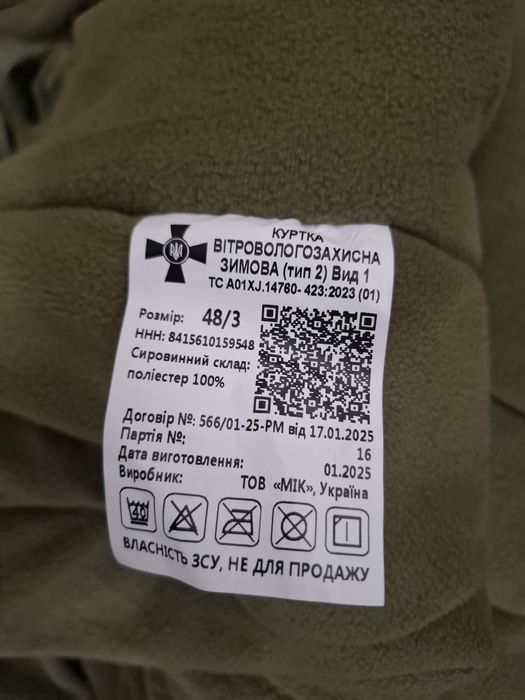 КУРТКА
ВІТРОВОЛОГОЗАХИСНА
ЗИМОВА (тип 2) Вид 1
ТС А01XJ.14760- 423:2023 (01)
Розмір: 48/3
ННН: 8415610159548
Сировинний склад:
поліестер 100%
Договір №: 566/01-25-РМ від 17.01.2025
Партія №: 16
Дата виготовлення: 01.2025
Виробник: ТОВ «МІК», Україна
40
ВЛАСНІСТЬ ЗСУ, НЕ ДЛЯ ПРОДАЖУ